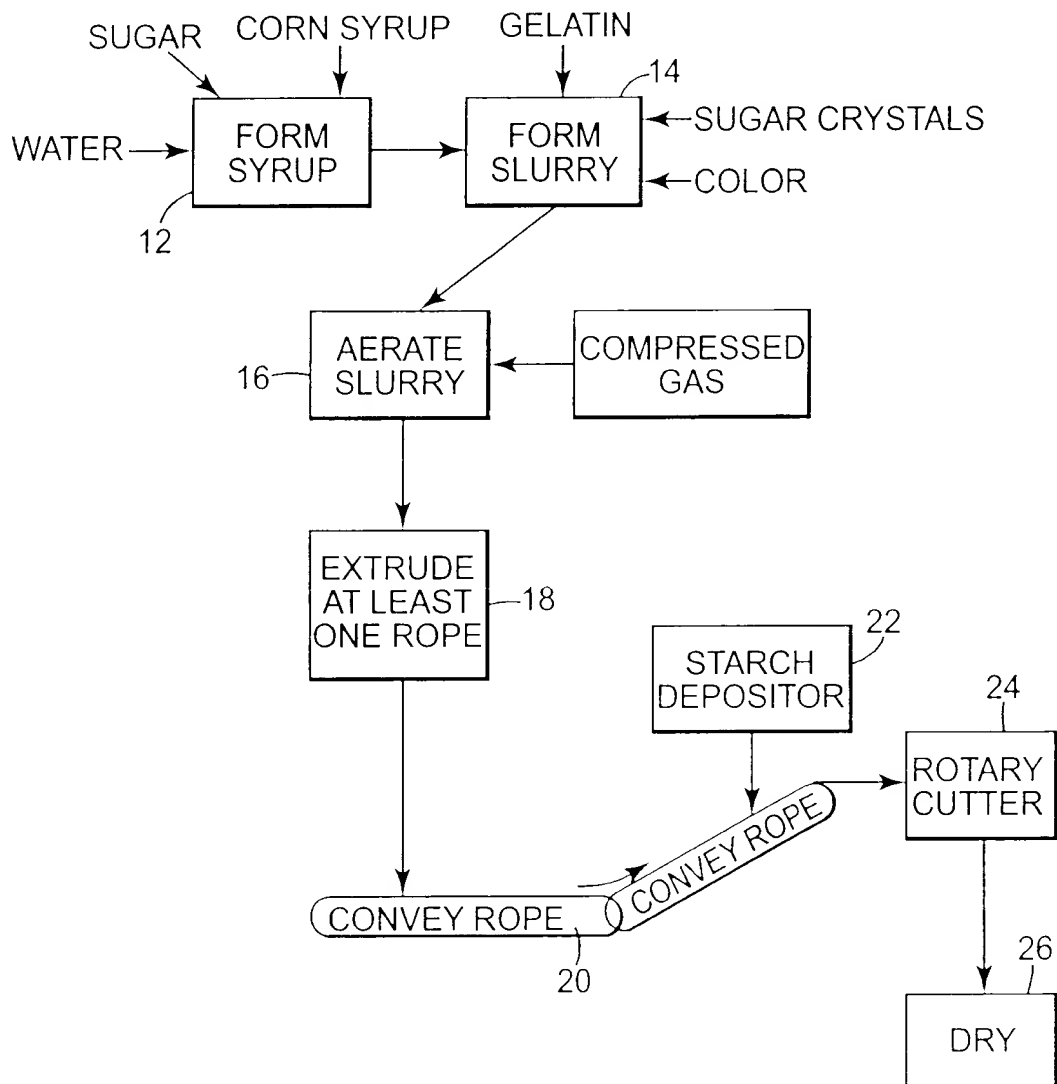 SUGAR
CORN SYRUP
GELATIN
14
WATER
FORM
SYRUP
FORM
SLURRY
SUGAR CRYSTALS
COLOR
12
16
AERATE
SLURRY
COMPRESSED
GAS
EXTRUDE
AT LEAST
ONE ROPE
18
22
STARCH
DEPOSITOR
24
ROTARY
CUTTER
CONVEY ROPE
CONVEY ROPE
20
26
DRY